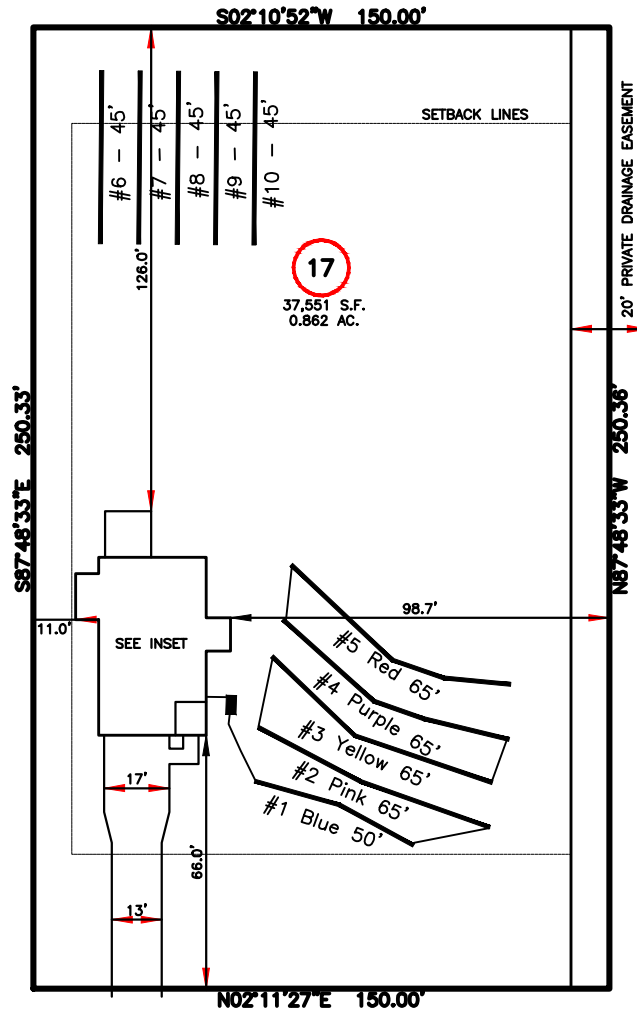 S02°10'52"W 150.00'
SETBACK LINES
20' PRIVATE DRAINAGE EASEMENT
#6 - 45'
#7 - 45'
#8 - 45'
#9 - 45'
#10 - 45'
126.0'
17
37,551 S.F.
0.862 AC.
S87°48'33"E 250.33'
N87°48'33"W 250.36'
11.0'
SEE INSET
98.7'
#5 Red 65'
#4 Purple 65'
#3 Yellow 65'
#2 Pink 65'
#1 Blue 50'
17'
66.0'
13'
N02°11'27"E 150.00'